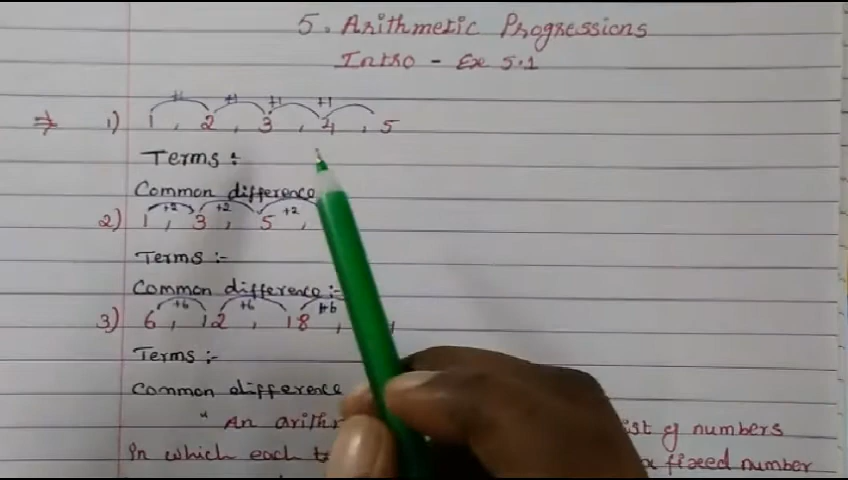 5. Arithmetic Progressions
Intro - Ex 5.1
+1 +1 +1 +1
⇒ 1) 1, 2, 3, 4, 5
Terms :
Common difference
+2 +2 +2
2) 1, 3, 5,
Terms :-
Common difference :-
+6 +6 +6
3) 6, 12, 18,
Terms :-
Common difference
" An arithm ist of numbers
In which each t a fixed number